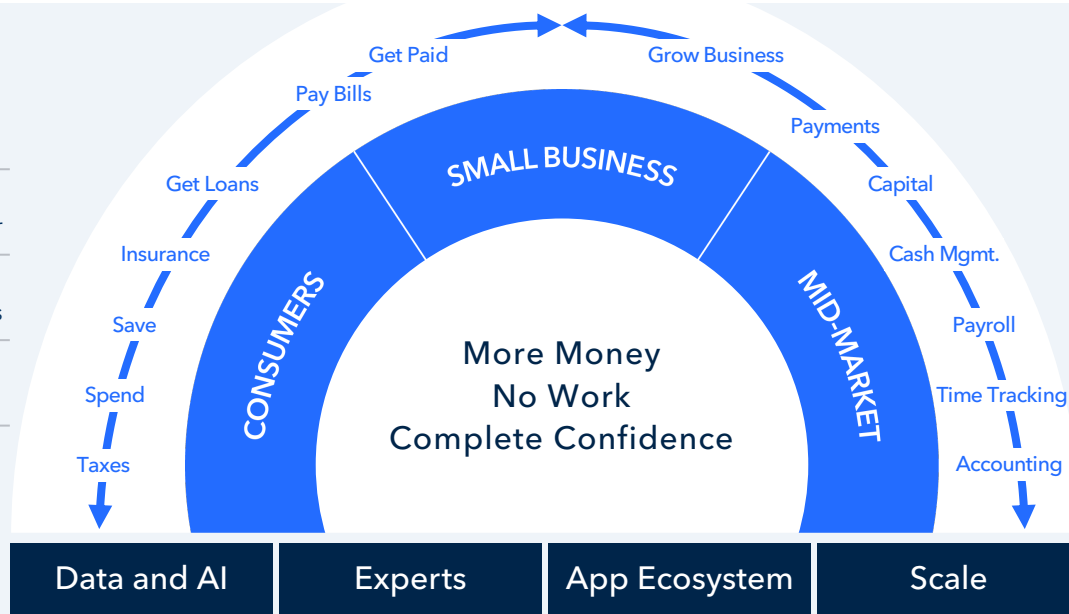 Get Paid
Pay Bills
Get Loans
Insurance
Save
Spend
Taxes
Grow Business
Payments
Capital
Cash Mgmt.
Payroll
Time Tracking
Accounting
CONSUMERS
SMALL BUSINESS
MID-MARKET
More Money
No Work
Complete Confidence
Data and AI
Experts
App Ecosystem
Scale